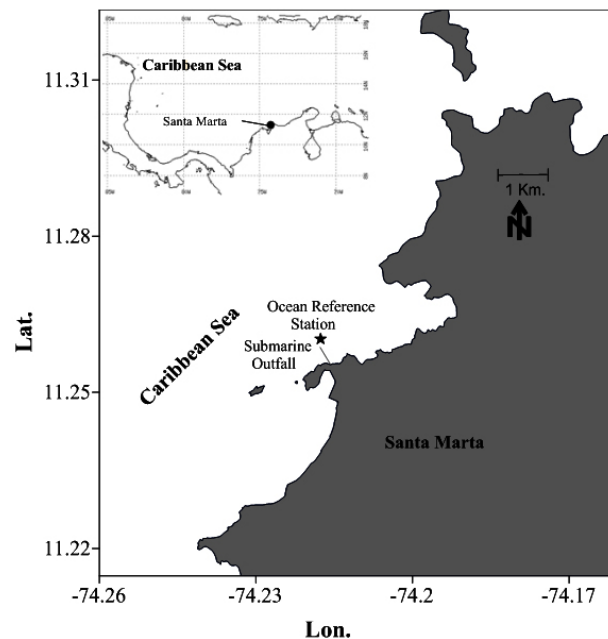 Caribbean Sea
Santa Marta
11.31
1 Km.
N
11.28
Lat.
Caribbean Sea
Ocean Reference
Station
Submarine
Outfall
11.25
Santa Marta
11.22
-74.26
-74.23
-74.2
-74.17
Lon.